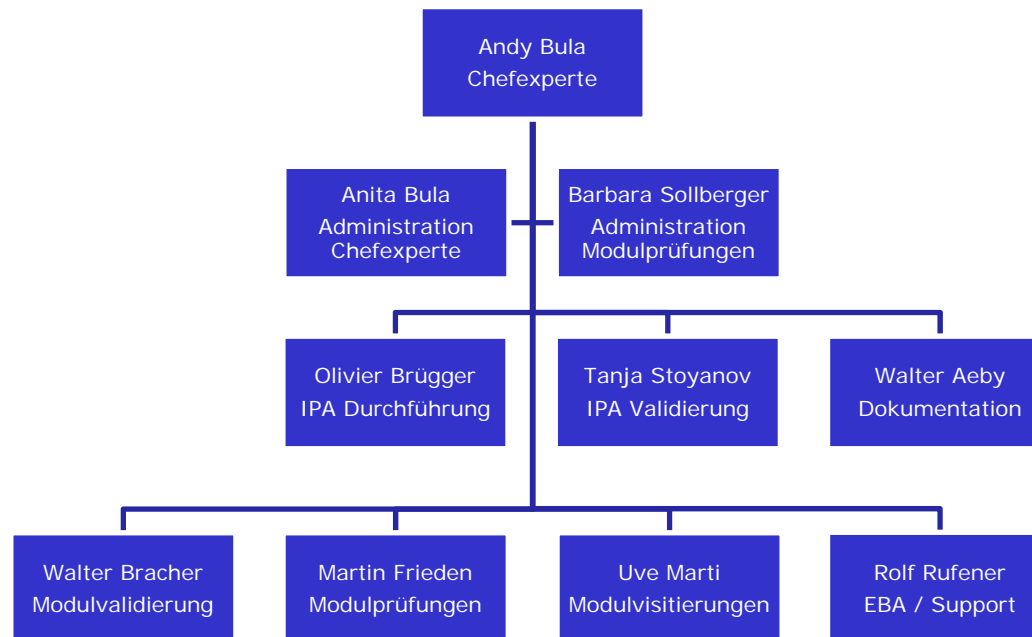 Andy Bula
Chefexperte
Anita Bula
Administration
Chefexperte
Barbara Sollberger
Administration
Modulprüfungen
Olivier Brügger
IPA Durchführung
Tanja Stoyanov
IPA Validierung
Walter Aeby
Dokumentation
Walter Bracher
Modulvalidierung
Martin Frieden
Modulprüfungen
Uve Marti
Modulvisitierungen
Rolf Rufener
EBA / Support